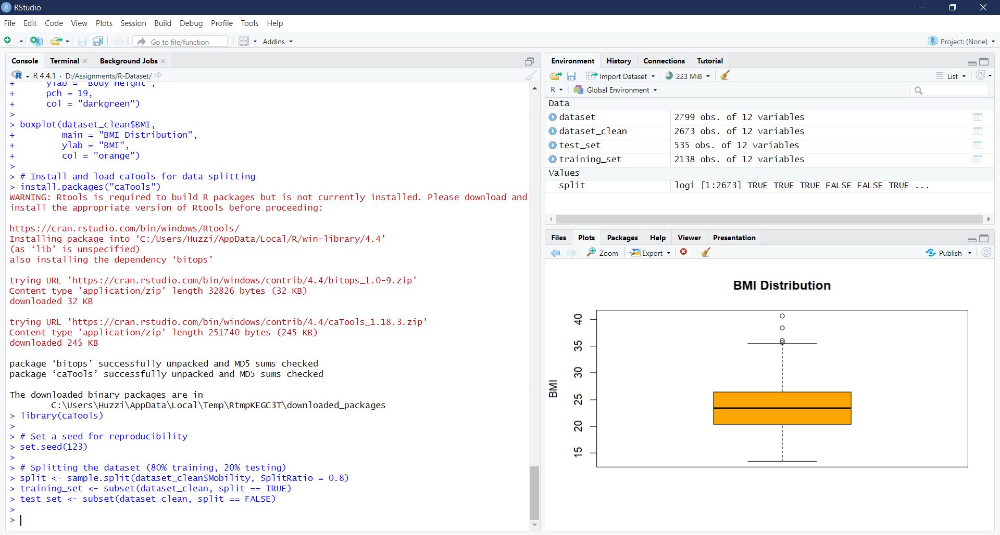 RStudio
File Edit Code View Plots Session Build Debug Profile Tools Help
Go to file/function
Addins
Project: (None)
Console Terminal Background Jobs
R 4.4.1 · D:/Assignments/R-Dataset/
+      ylab = "Body Height",
+      pch = 19,
+      col = "darkgreen")
>
> boxplot(dataset_clean$BMI,
+         main = "BMI Distribution",
+         ylab = "BMI",
+         col = "orange")
>
> # Install and load caTools for data splitting
> install.packages("caTools")
WARNING: Rtools is required to build R packages but is not currently installed. Please download and
install the appropriate version of Rtools before proceeding:
https://cran.rstudio.com/bin/windows/Rtools/
Installing package into ‘C:/Users/Huzzi/AppData/Local/R/win-library/4.4’
(as ‘lib’ is unspecified)
also installing the dependency ‘bitops’
trying URL 'https://cran.rstudio.com/bin/windows/contrib/4.4/bitops_1.0-9.zip'
Content type 'application/zip' length 32826 bytes (32 KB)
downloaded 32 KB
trying URL 'https://cran.rstudio.com/bin/windows/contrib/4.4/caTools_1.18.3.zip'
Content type 'application/zip' length 251740 bytes (245 KB)
downloaded 245 KB
package ‘bitops’ successfully unpacked and MD5 sums checked
package ‘caTools’ successfully unpacked and MD5 sums checked
The downloaded binary packages are in
        C:\Users\Huzzi\AppData\Local\Temp\RtmpKEGC3T\downloaded_packages
> library(caTools)
>
> # Set a seed for reproducibility
> set.seed(123)
>
> # Splitting the dataset (80% training, 20% testing)
> split <- sample.split(dataset_clean$Mobility, SplitRatio = 0.8)
> training_set <- subset(dataset_clean, split == TRUE)
> test_set <- subset(dataset_clean, split == FALSE)
>
>
Environment History Connections Tutorial
Import Dataset 223 MiB List
R Global Environment
Data
dataset 2799 obs. of 12 variables
dataset_clean 2673 obs. of 12 variables
test_set 535 obs. of 12 variables
training_set 2138 obs. of 12 variables
Values
split logi [1:2673] TRUE TRUE TRUE FALSE FALSE TRUE ...
Files Plots Packages Help Viewer Presentation
Zoom Export Publish
BMI Distribution
40
35
30
25
20
15
BMI